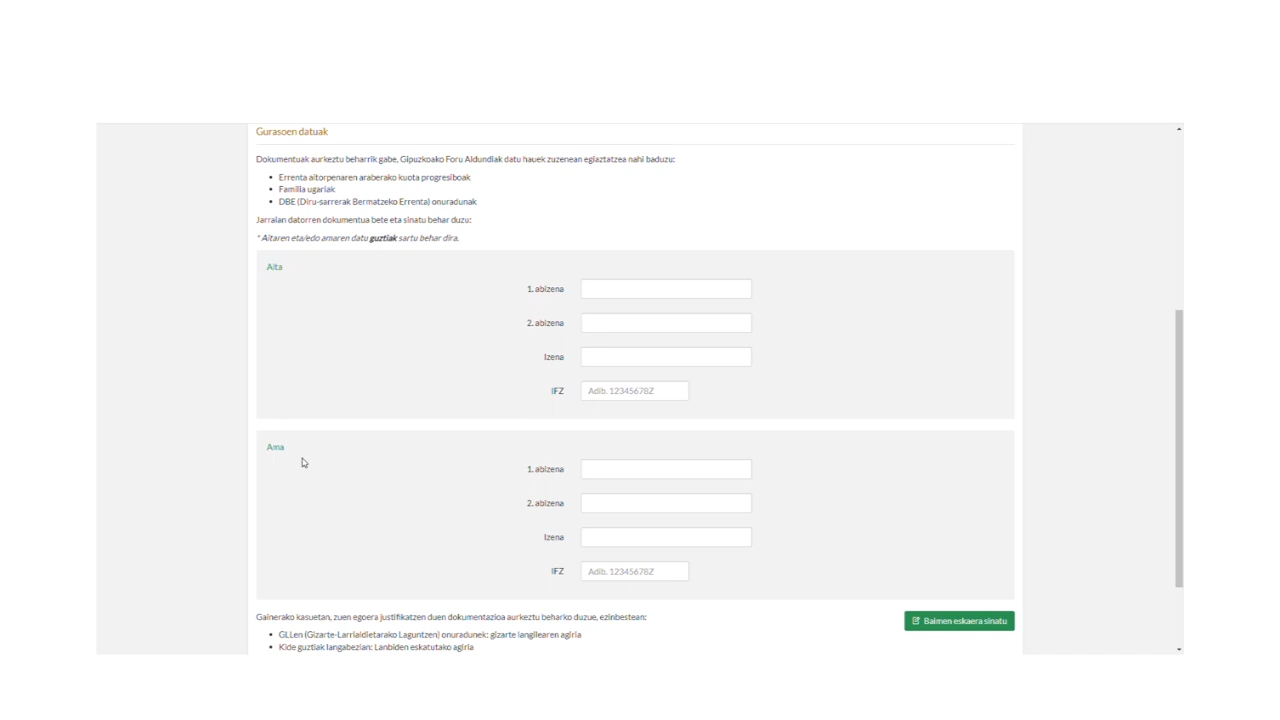 Gurasoen datuak
Dokumentuak aurkeztu beharrik gabe, Gipuzkoako Foru Aldundiak datu hauek zuzenean egiaztatzea nahi baduzu:
• Errenta aitorpenaren araberako kuota progresiboak
• Familia ugariak
• DBE (Diru-sarrerak Bermatzeko Errenta) onuradunak
Jarraian datorren dokumentua bete eta sinatu behar duzu:
* Aitaren eta/edo amaren datu guztiak sartu behar dira.
Aita
1. abizena
2. abizena
Izena
IFZ Adib. 12345678Z
Ama
1. abizena
2. abizena
Izena
IFZ Adib. 12345678Z
Gainerako kasuetan, zuen egoera justifikatzen duen dokumentazioa aurkeztu beharko duzue, ezinbestean:
Baimen eskaera sinatu
• GLLen (Gizarte-Larrialdietarako Laguntzen) onuradunek: gizarte langilearen agiria
• Kide guztiak langabezian: Lanbiden eskatutako agiria